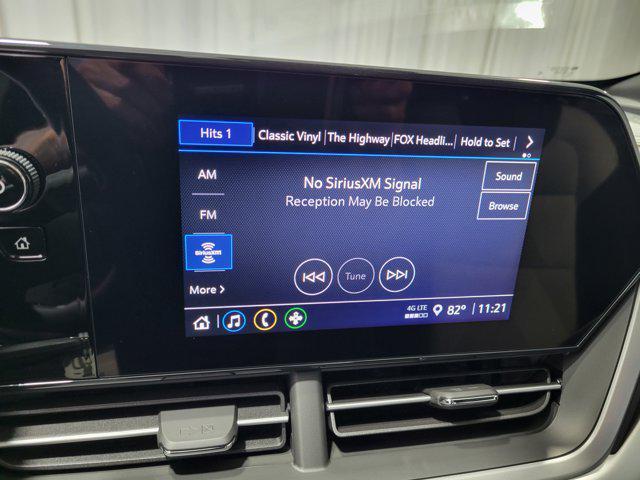 Hits 1
Classic Vinyl
The Highway
FOX Headli...
Hold to Set
AM
FM
SiriusXM
More
No SiriusXM Signal
Reception May Be Blocked
Sound
Browse
Tune
4G LTE
82°
11:21